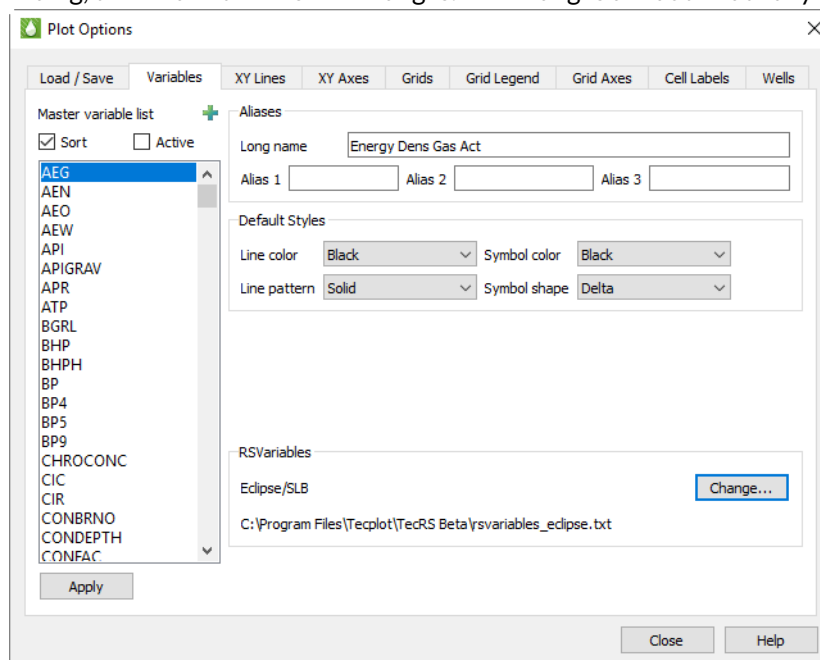 Plot Options
Load / Save Variables XY Lines XY Axes Grids Grid Legend Grid Axes Cell Labels Wells
Master variable list
Sort Active
AEG
AEN
AEO
AEW
API
APIGRAV
APR
ATP
BGRL
BHP
BHPH
BP
BP4
BP5
BP9
CHROCONC
CIC
CIR
CONBRNO
CONDEPTH
CONFAC
Apply
Aliases
Long name Energy Dens Gas Act
Alias 1 Alias 2 Alias 3
Default Styles
Line color Black Symbol color Black
Line pattern Solid Symbol shape Delta
RSVariables
Eclipse/SLB Change...
C:\Program Files\Tecplot\TecRS Beta\rsvariables_eclipse.txt
Close Help